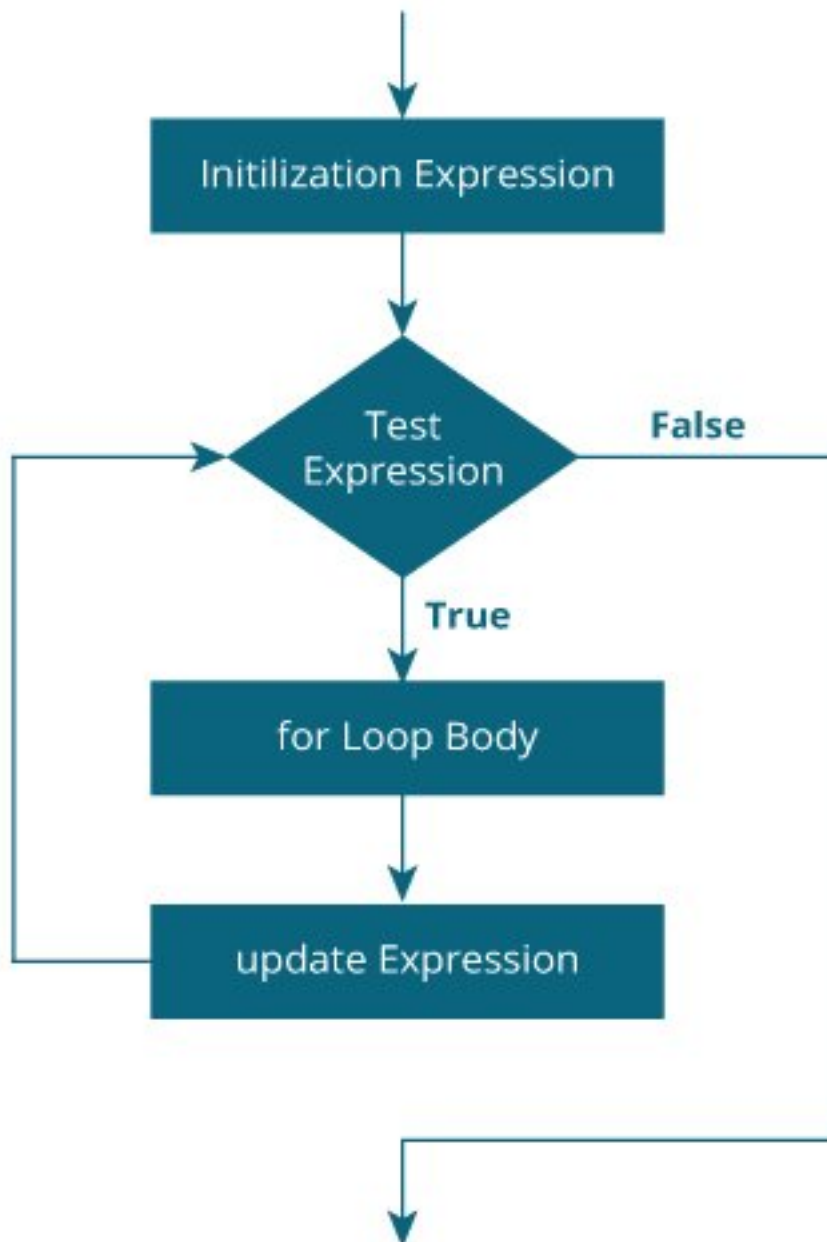 Initilization Expression
Test
Expression
False
True
for Loop Body
update Expression